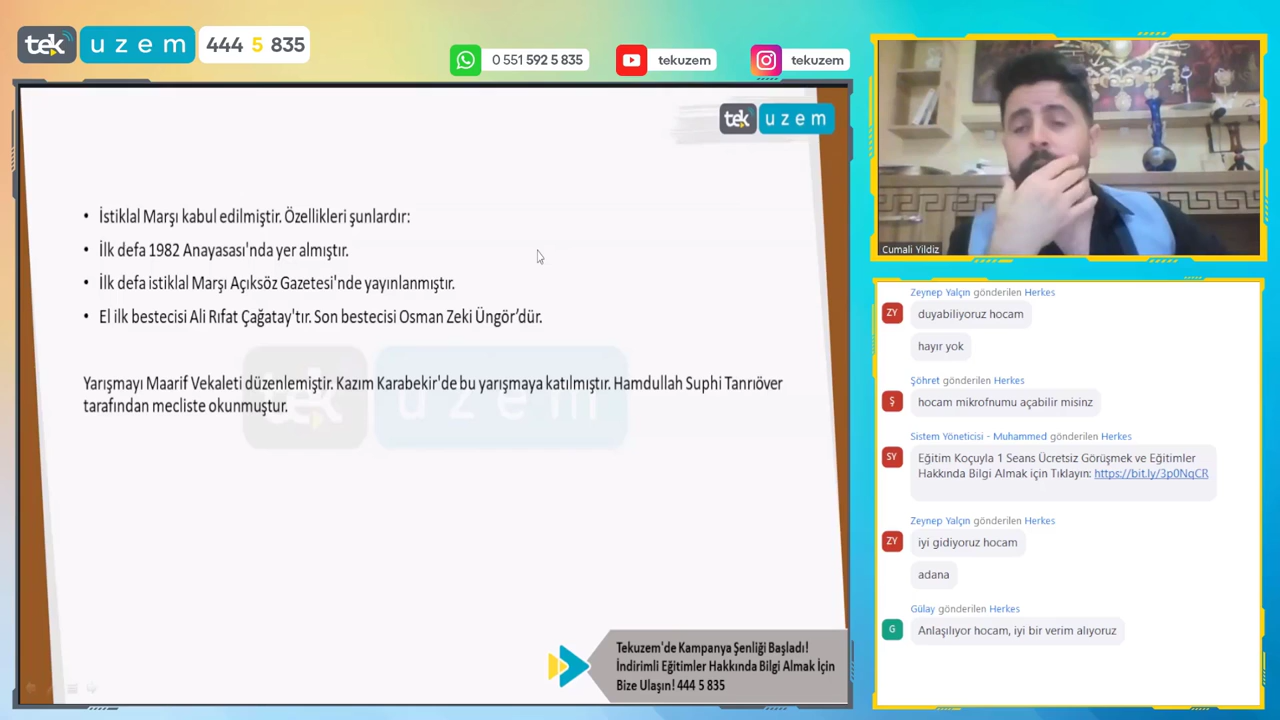 tek uzem 444 5 835
0 551 592 5 835
tekuzem
tekuzem
tek uzem
• İstiklal Marşı kabul edilmiştir. Özellikleri şunlardır:
• İlk defa 1982 Anayasası'nda yer almıştır.
• İlk defa istiklal Marşı Açıksöz Gazetesi'nde yayınlanmıştır.
• El ilk bestecisi Ali Rıfat Çağatay'tır. Son bestecisi Osman Zeki Üngör’dür.
Yarışmayı Maarif Vekaleti düzenlemiştir. Kazım Karabekir'de bu yarışmaya katılmıştır. Hamdullah Suphi Tanrıöver
tarafından mecliste okunmuştur.
tek uzem
Tekuzem'de Kampanya Şenliği Başladı!
İndirimli Eğitimler Hakkında Bilgi Almak İçin
Bize Ulaşın! 444 5 835
Cumali Yildiz
Zeynep Yalçın gönderilen Herkes
ZY
duyabiliyoruz hocam
hayır yok
Şöhret gönderilen Herkes
Ş
hocam mikrofnumu açabilir misinz
Sistem Yöneticisi - Muhammed gönderilen Herkes
SY
Eğitim Koçuyla 1 Seans Ücretsiz Görüşmek ve Eğitimler
Hakkında Bilgi Almak için Tıklayın: https://bit.ly/3p0NqCR
Zeynep Yalçın gönderilen Herkes
ZY
iyi gidiyoruz hocam
adana
Gülay gönderilen Herkes
G
Anlaşılıyor hocam, iyi bir verim alıyoruz